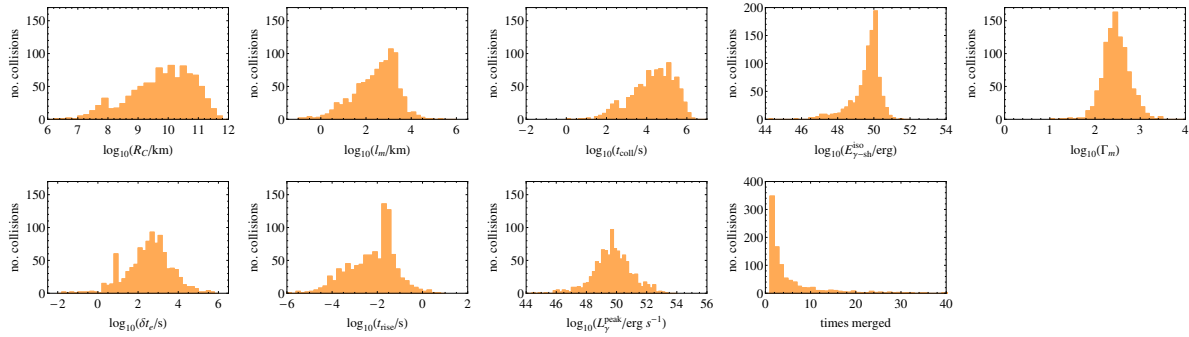 no. collisions
150
100
50
0
6 7 8 9 10 11 12
log10(RC/km)
no. collisions
150
100
50
0
0 2 4 6
log10(lm/km)
no. collisions
150
100
50
0
−2 0 2 4 6
log10(tcoll/s)
no. collisions
200
150
100
50
0
44 46 48 50 52 54
log10(Eγ−sh^iso/erg)
no. collisions
150
100
50
0
0 1 2 3 4
log10(Γm)
no. collisions
150
100
50
0
−2 0 2 4 6
log10(δte/s)
no. collisions
150
100
50
0
−6 −4 −2 0 2
log10(trise/s)
no. collisions
150
100
50
0
44 46 48 50 52 54 56
log10(Lγ^peak/erg s−1)
no. collisions
400
300
200
100
0
0 10 20 30 40
times merged